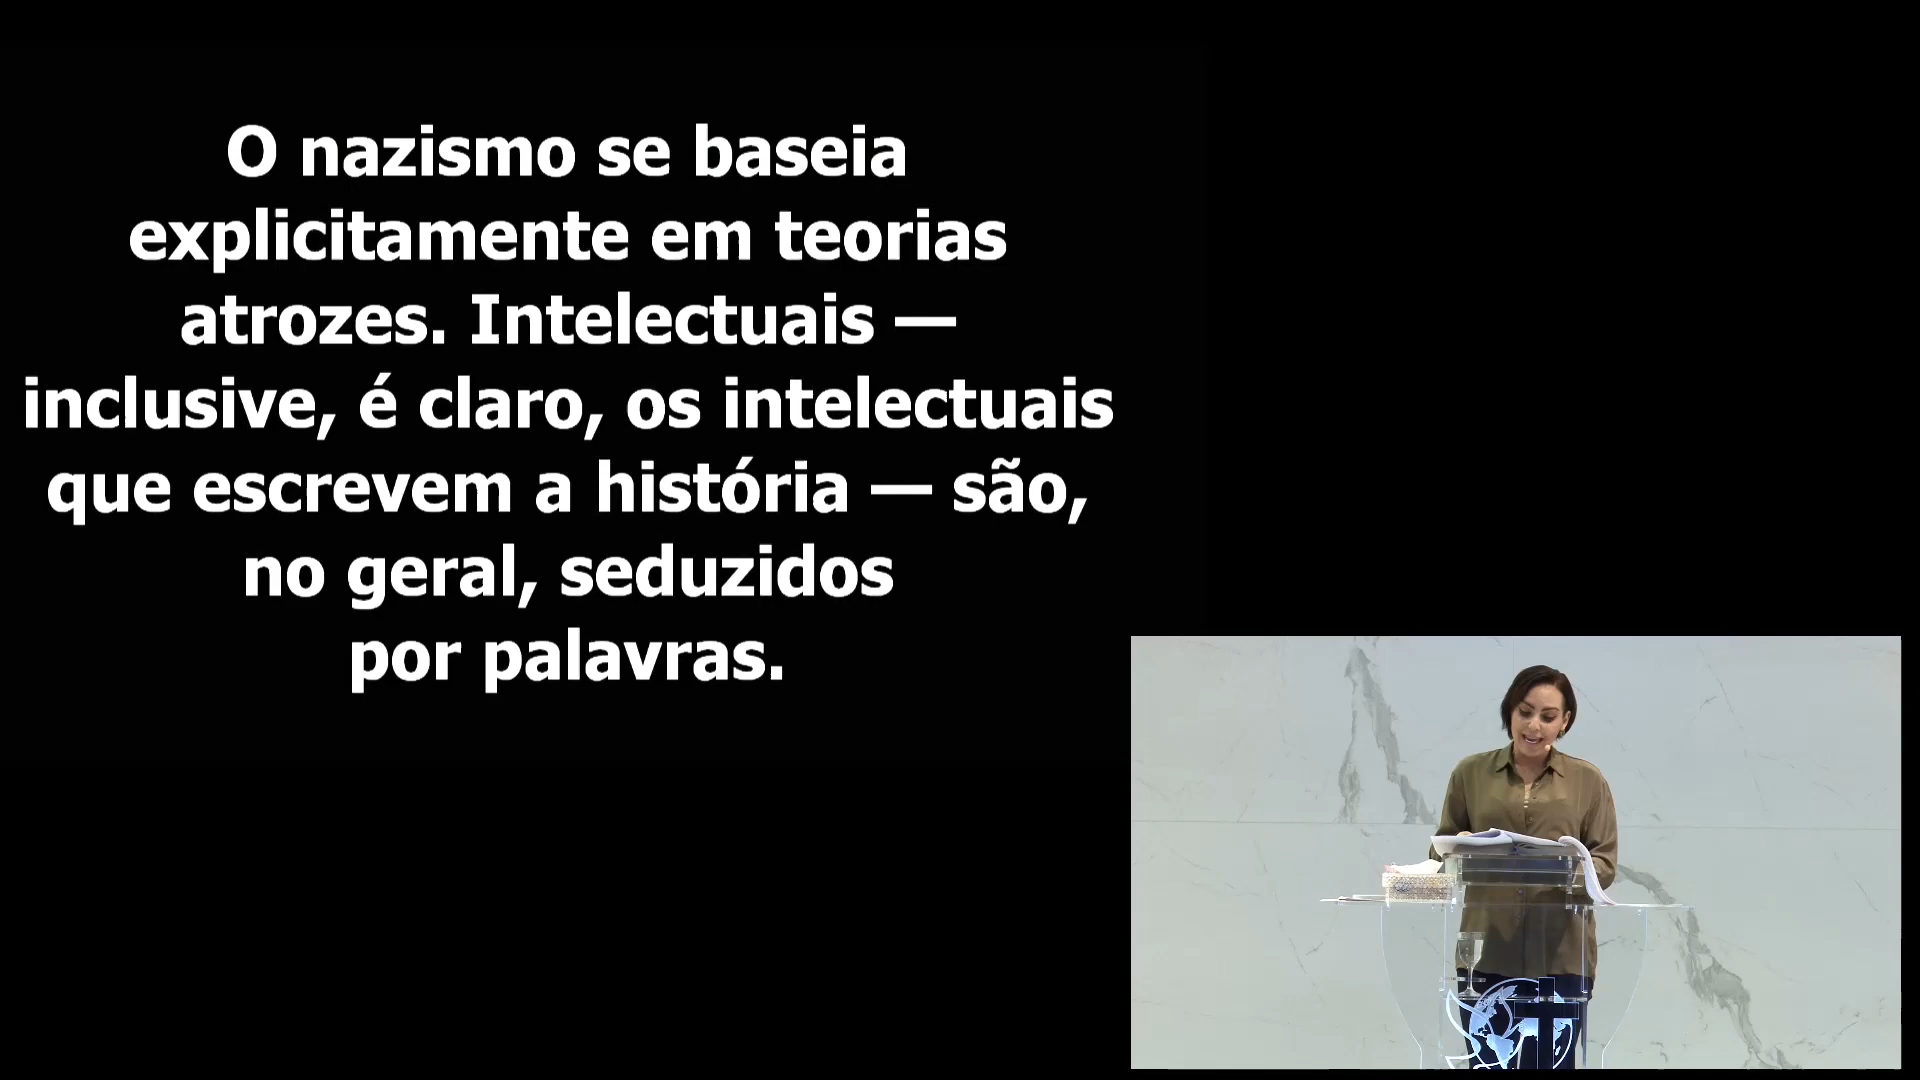 O nazismo se baseia
explicitamente em teorias
atrozes. Intelectuais —
inclusive, é claro, os intelectuais
que escrevem a história — são,
no geral, seduzidos
por palavras.